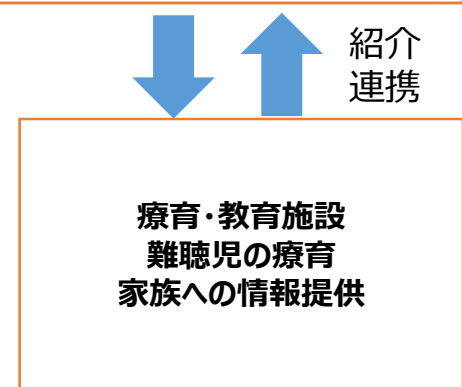 紹介
連携
療育･教育施設
難聴児の療育
家族への情報提供